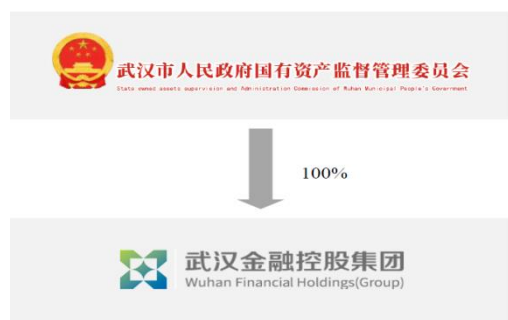 武汉市人民政府国有资产监督管理委员会
State owned assets supervision and Administration Commission of Wuhan Municipal People's Government
100%
武汉金融控股集团
Wuhan Financial Holdings(Group)